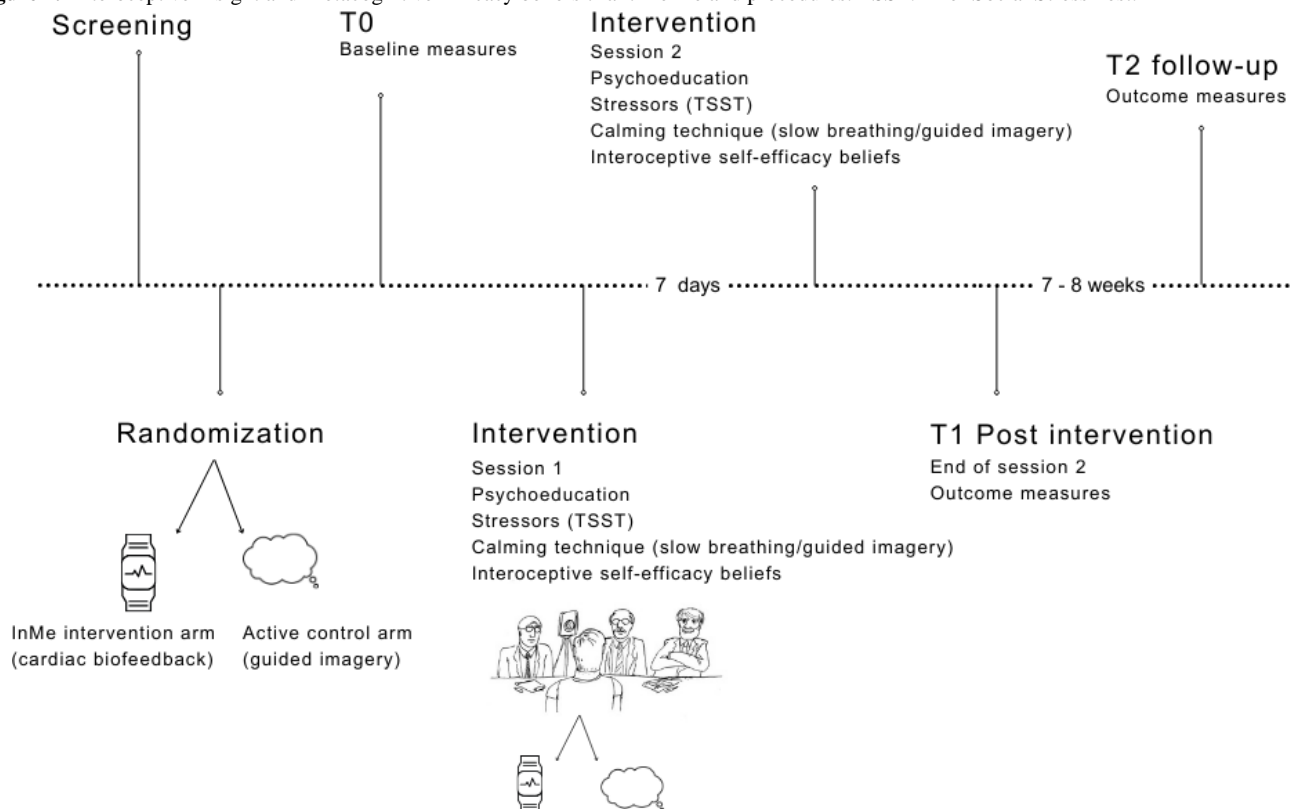 Screening
T0
Baseline measures
Intervention
Session 2
Psychoeducation
Stressors (TSST)
Calming technique (slow breathing/guided imagery)
Interoceptive self-efficacy beliefs
T2 follow-up
Outcome measures
7 days
7 - 8 weeks
Randomization
InMe intervention arm
(cardiac biofeedback)
Active control arm
(guided imagery)
Intervention
Session 1
Psychoeducation
Stressors (TSST)
Calming technique (slow breathing/guided imagery)
Interoceptive self-efficacy beliefs
T1 Post intervention
End of session 2
Outcome measures